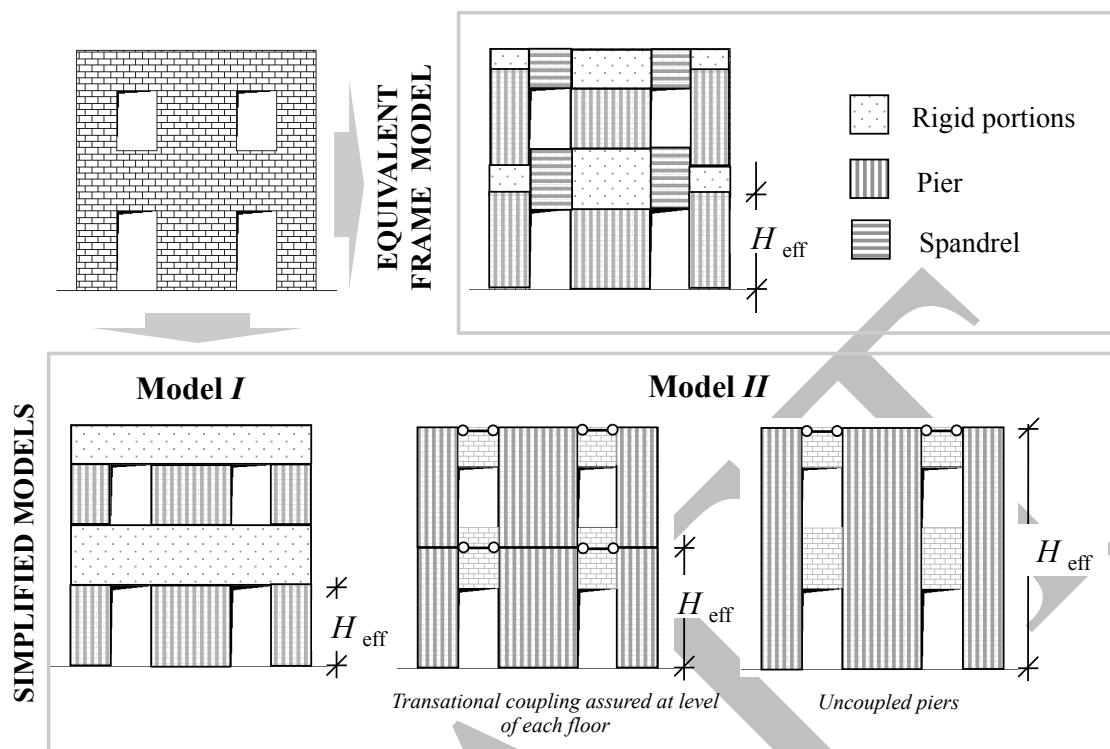 EQUIVALENT
FRAME MODEL
Rigid portions
Pier
Spandrel
H eff
SIMPLIFIED MODELS
Model I
Model II
H eff
H eff
H eff
Transational coupling assured at level
of each floor
Uncoupled piers